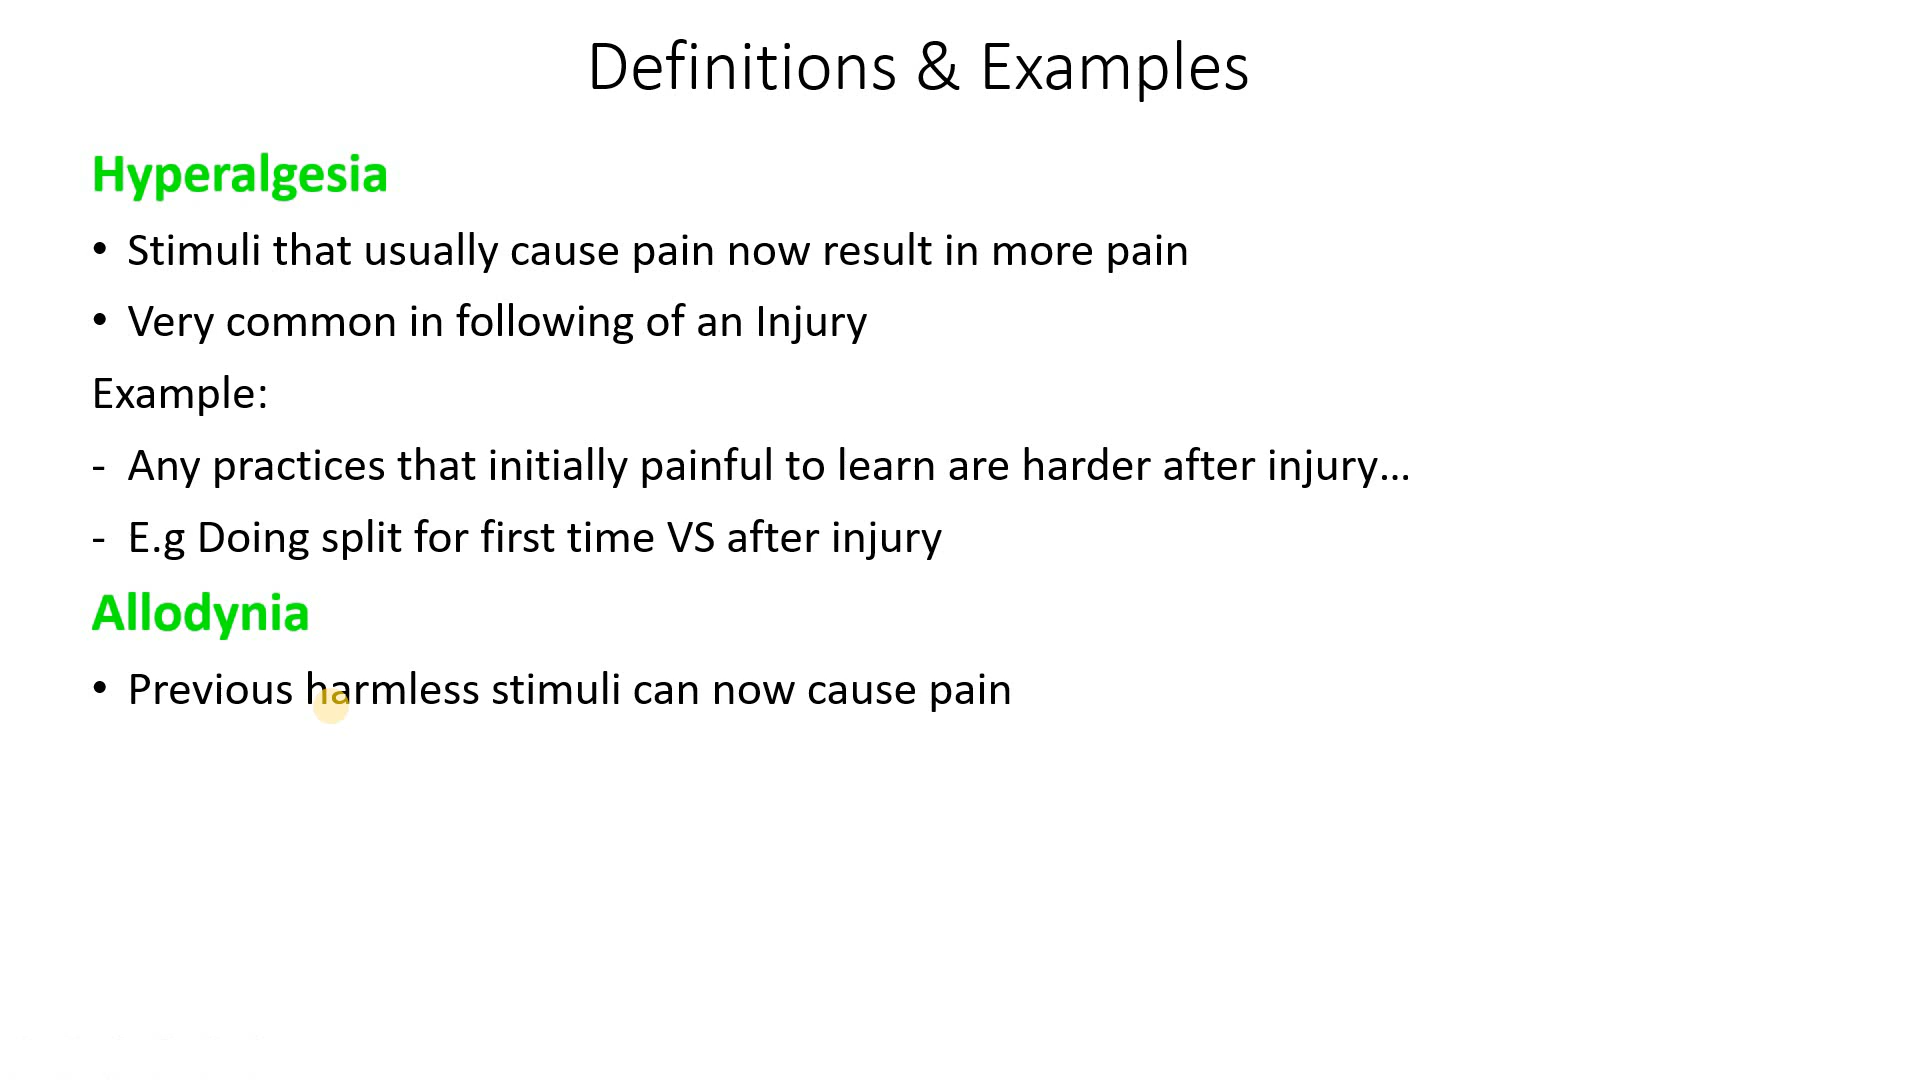 Definitions & Examples
Hyperalgesia
• Stimuli that usually cause pain now result in more pain
• Very common in following of an Injury
Example:
- Any practices that initially painful to learn are harder after injury...
- E.g Doing split for first time VS after injury
Allodynia
• Previous harmless stimuli can now cause pain